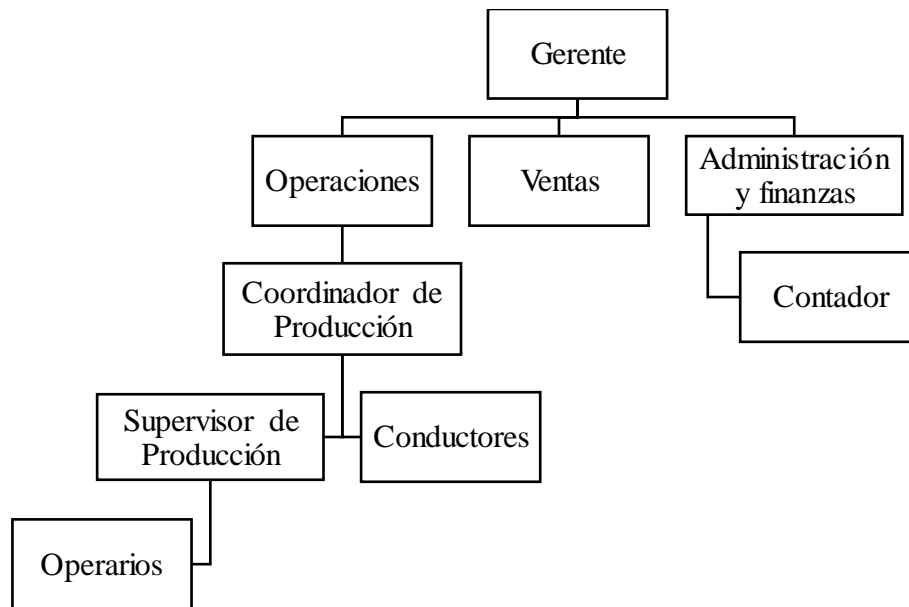 Gerente
Operaciones
Ventas
Administración
y finanzas
Coordinador de
Producción
Contador
Supervisor de
Producción
Conductores
Operarios